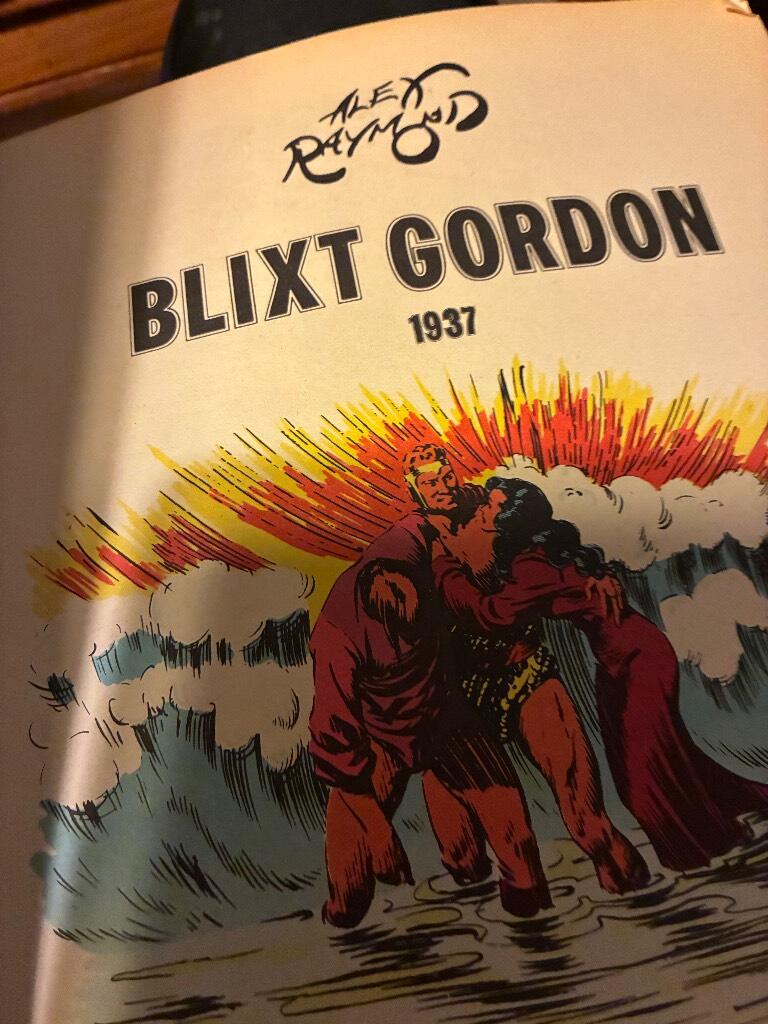 ALEX
RAYMOND
BLIXT GORDON
1937